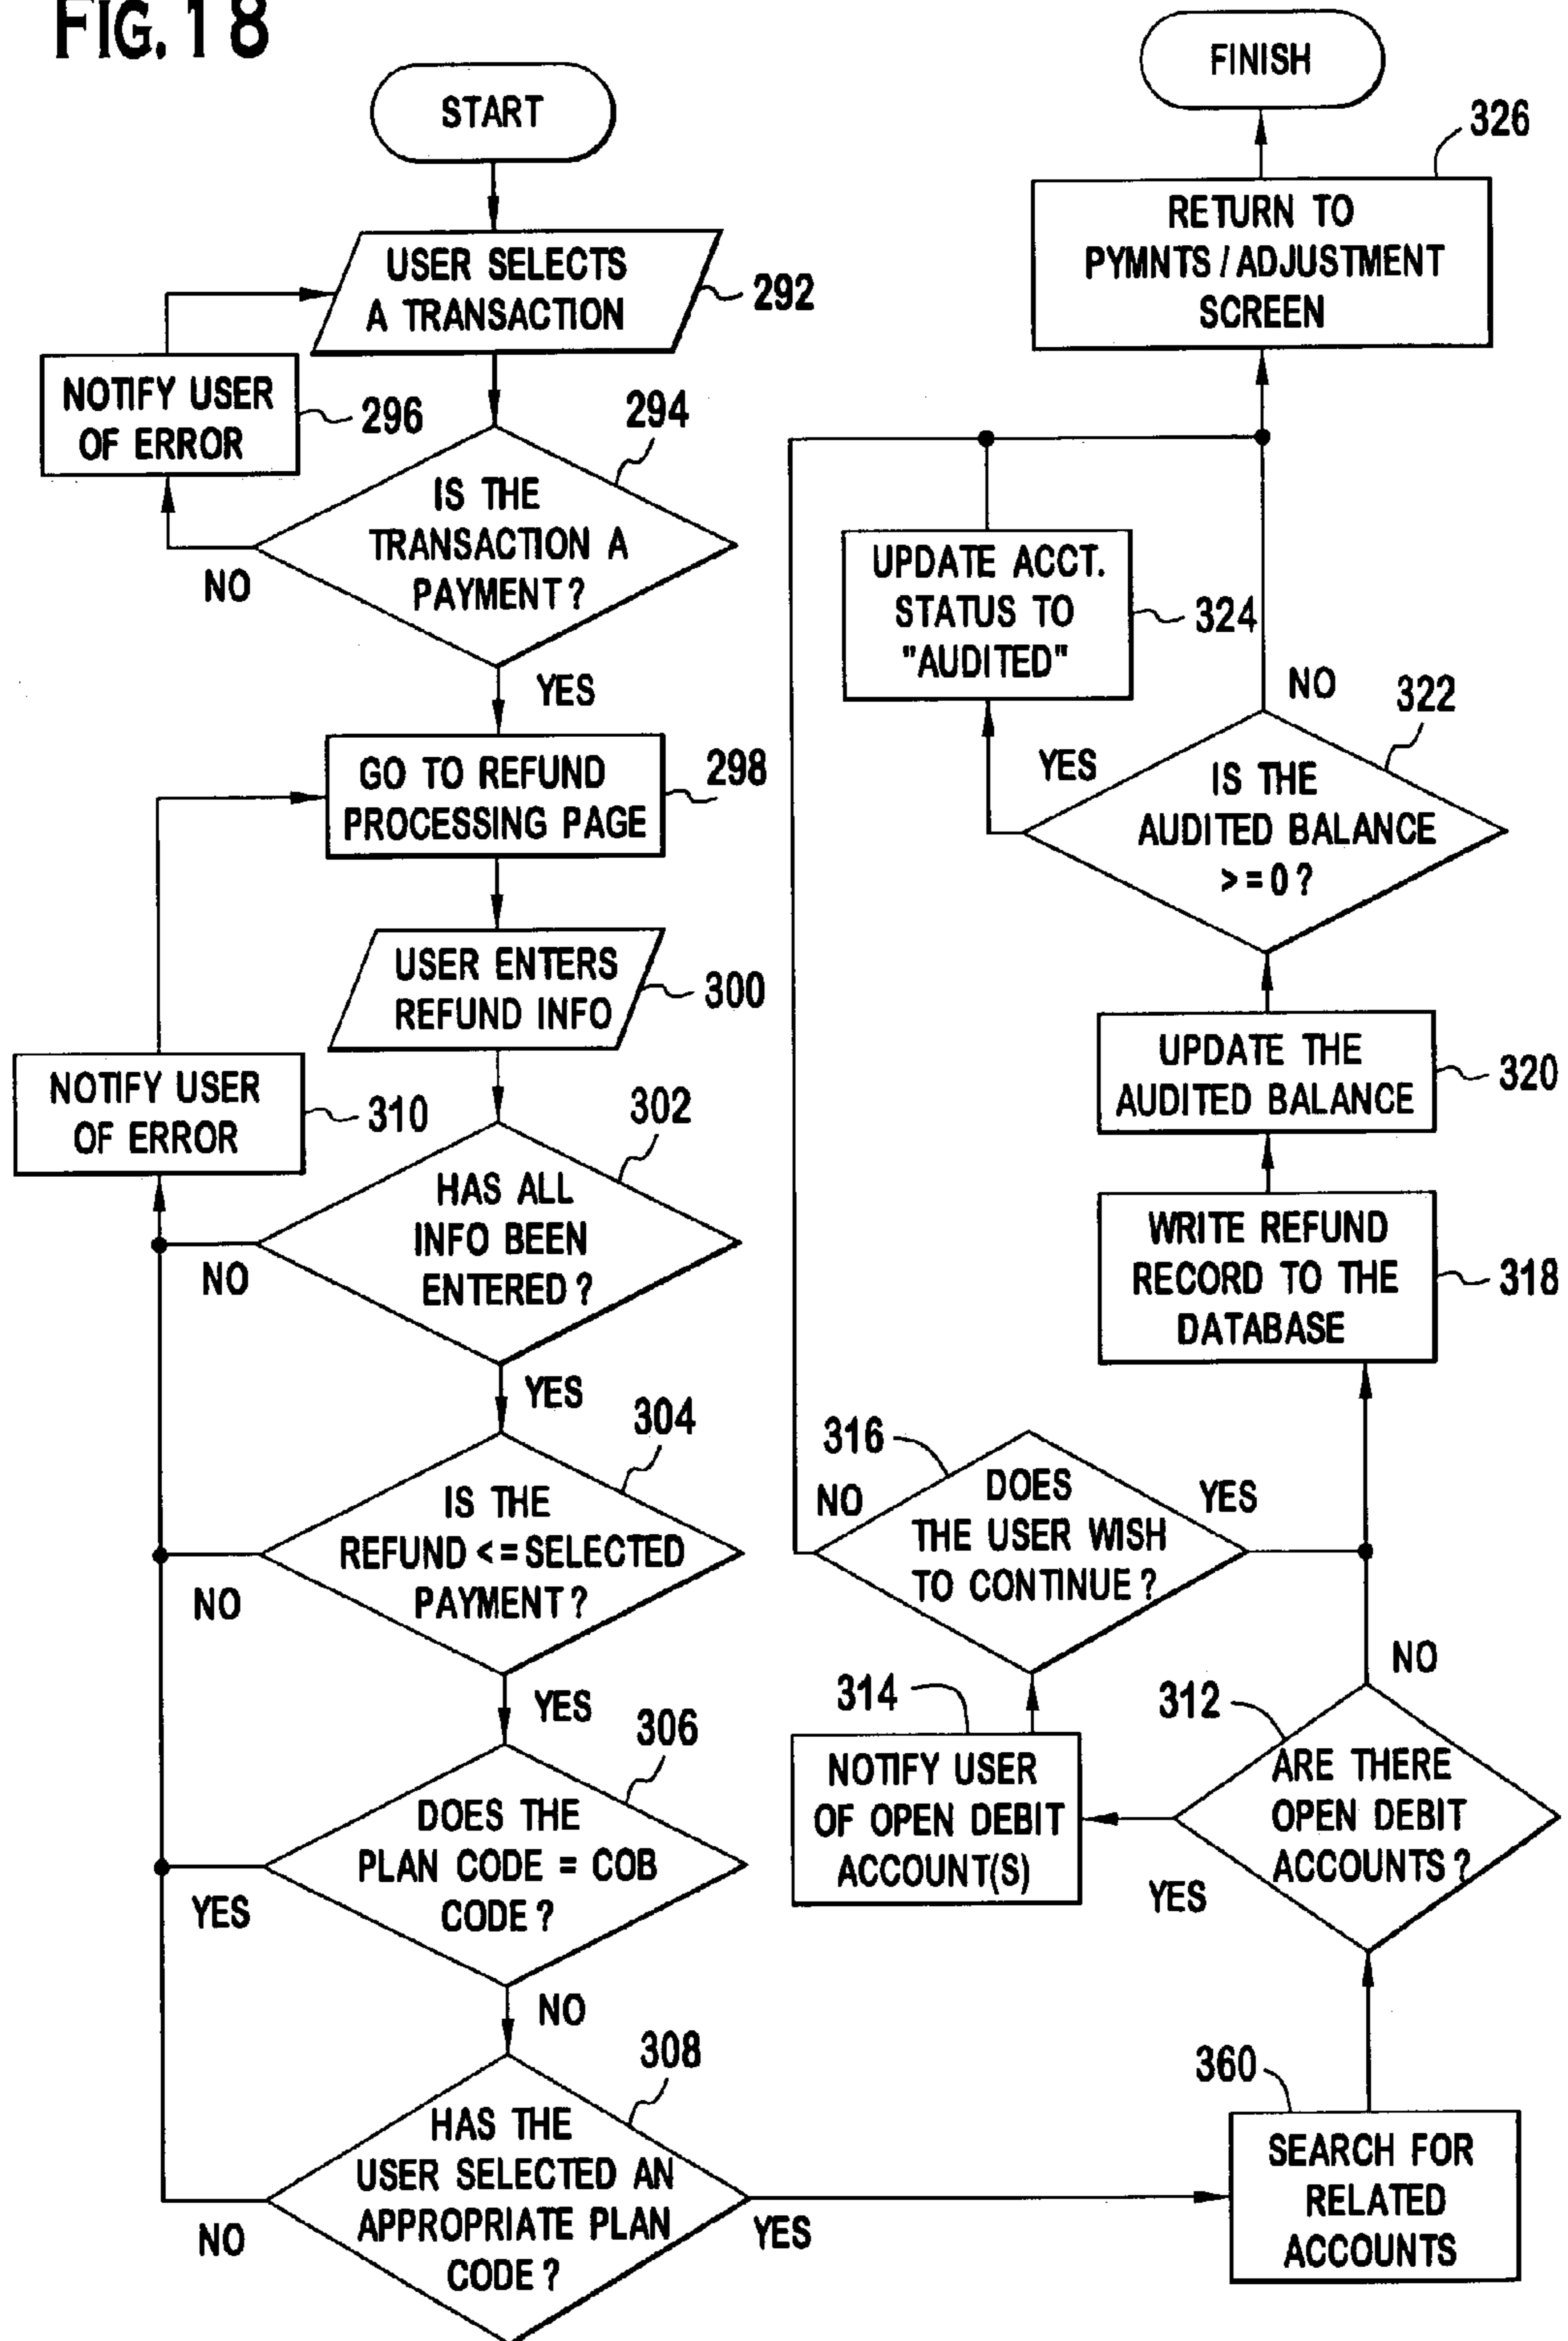 FIG. 18
START
USER SELECTS
A TRANSACTION
292
NOTIFY USER
OF ERROR
296
294
IS THE
TRANSACTION A
PAYMENT?
NO
YES
GO TO REFUND
PROCESSING PAGE
298
USER ENTERS
REFUND INFO
300
NOTIFY USER
OF ERROR
310
302
HAS ALL
INFO BEEN
ENTERED?
NO
YES
304
IS THE
REFUND <= SELECTED
PAYMENT?
NO
YES
306
DOES THE
PLAN CODE = COB
CODE?
YES
NO
308
HAS THE
USER SELECTED AN
APPROPRIATE PLAN
CODE?
NO
YES
FINISH
326
RETURN TO
PYMNTS / ADJUSTMENT
SCREEN
UPDATE ACCT.
STATUS TO
"AUDITED"
324
NO
322
YES
IS THE
AUDITED BALANCE
>=0?
UPDATE THE
AUDITED BALANCE
320
WRITE REFUND
RECORD TO THE
DATABASE
318
316
NO
DOES
THE USER WISH
TO CONTINUE?
YES
314
NOTIFY USER
OF OPEN DEBIT
ACCOUNT(S)
NO
312
ARE THERE
OPEN DEBIT
ACCOUNTS?
YES
360
SEARCH FOR
RELATED
ACCOUNTS